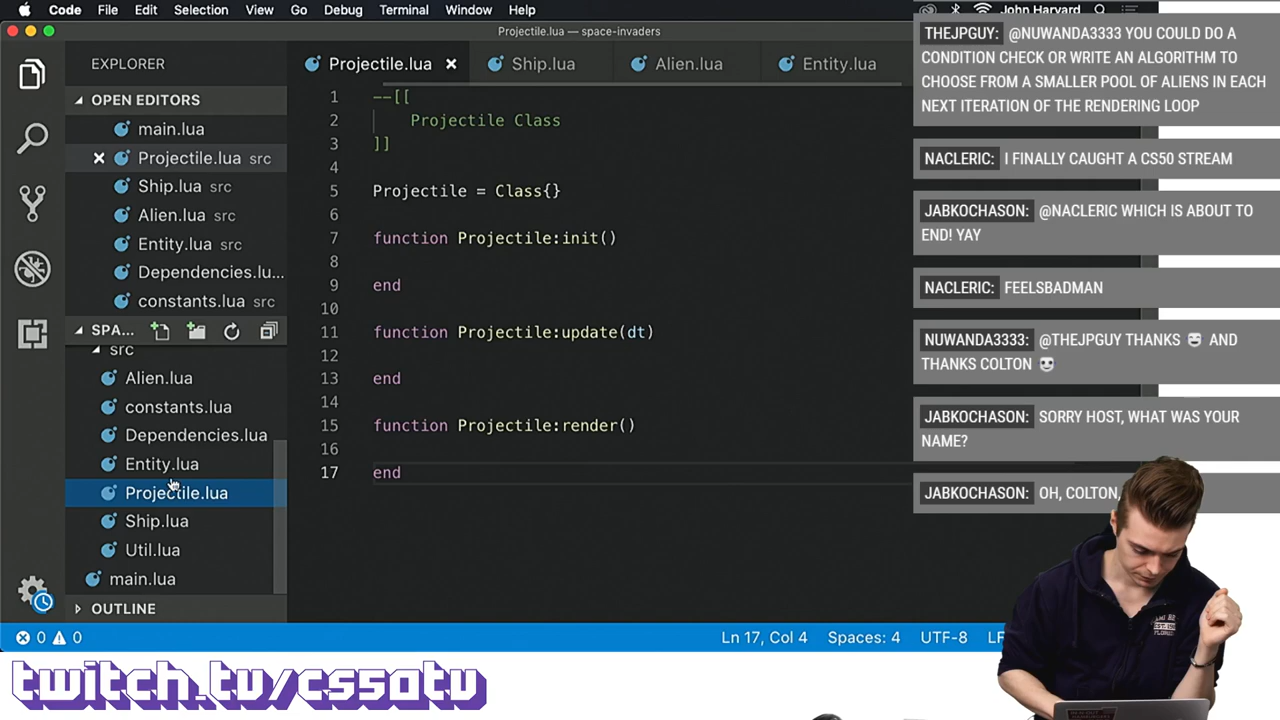 Code File Edit Selection View Go Debug Terminal Window Help John Harvard
Projectile.lua — space-invaders
EXPLORER
OPEN EDITORS
main.lua
Projectile.lua src
Ship.lua src
Alien.lua src
Entity.lua src
Dependencies.lu...
constants.lua src
SPA...
src
Alien.lua
constants.lua
Dependencies.lua
Entity.lua
Projectile.lua
Ship.lua
Util.lua
main.lua
OUTLINE
Projectile.lua Ship.lua Alien.lua Entity.lua
1 --[[
2 Projectile Class
3 ]]
4
5 Projectile = Class{}
6
7 function Projectile:init()
8
9 end
10
11 function Projectile:update(dt)
12
13 end
14
15 function Projectile:render()
16
17 end
0 0 Ln 17, Col 4 Spaces: 4 UTF-8 LF
THEJPGUY: @NUWANDA3333 YOU COULD DO A
CONDITION CHECK OR WRITE AN ALGORITHM TO
CHOOSE FROM A SMALLER POOL OF ALIENS IN EACH
NEXT ITERATION OF THE RENDERING LOOP
NACLERIC: I FINALLY CAUGHT A CS50 STREAM
JABKOCHASON: @NACLERIC WHICH IS ABOUT TO
END! YAY
NACLERIC: FEELSBADMAN
NUWANDA3333: @THEJPGUY THANKS AND
THANKS COLTON
JABKOCHASON: SORRY HOST, WHAT WAS YOUR
NAME?
JABKOCHASON: OH, COLTON,
twitch.tv/cs50tv